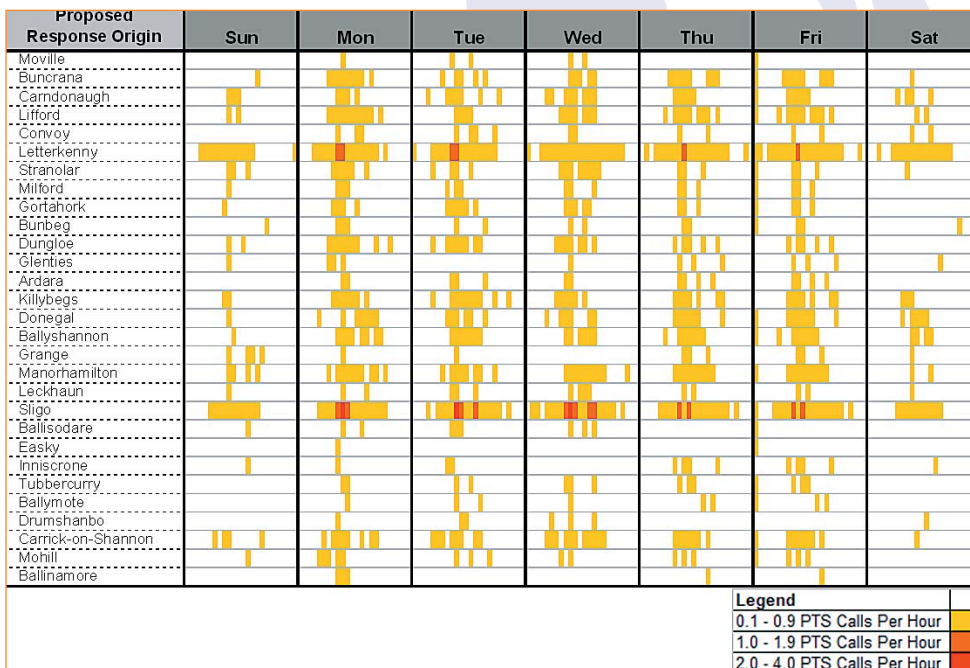 Proposed
Response Origin Sun Mon Tue Wed Thu Fri Sat
Moville
Buncrana
Carndonaugh
Lifford
Convoy
Letterkenny
Stranolar
Milford
Gortahork
Bunbeg
Dungloe
Glenties
Ardara
Killybegs
Donegal
Ballyshannon
Grange
Manorhamilton
Leckhaun
Sligo
Ballisodare
Easky
Inniscrone
Tubbercurry
Ballymote
Drumshanbo
Carrick-on-Shannon
Mohill
Ballinamore
Legend
0.1 - 0.9 PTS Calls Per Hour
1.0 - 1.9 PTS Calls Per Hour
2.0 - 4.0 PTS Calls Per Hour